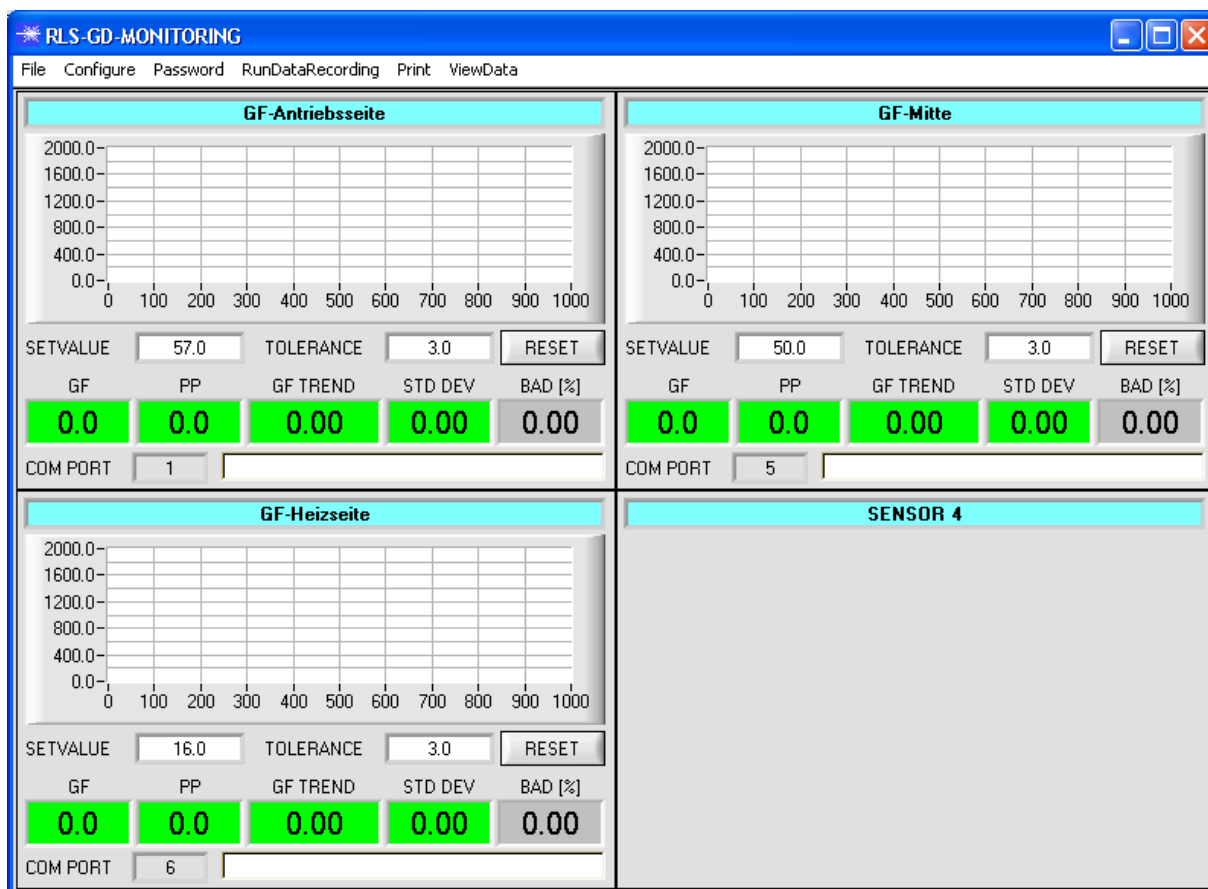 RLS-GD-MONITORING
File Configure Password RunDataRecording Print ViewData
GF-Antriebsseite
2000.0
1600.0
1200.0
800.0
400.0
0.0
0 100 200 300 400 500 600 700 800 900 1000
SETVALUE 57.0 TOLERANCE 3.0 RESET
GF PP GF TREND STD DEV BAD [%]
0.0 0.0 0.00 0.00 0.00
COM PORT 1
GF-Mitte
2000.0
1600.0
1200.0
800.0
400.0
0.0
0 100 200 300 400 500 600 700 800 900 1000
SETVALUE 50.0 TOLERANCE 3.0 RESET
GF PP GF TREND STD DEV BAD [%]
0.0 0.0 0.00 0.00 0.00
COM PORT 5
GF-Heizseite
2000.0
1600.0
1200.0
800.0
400.0
0.0
0 100 200 300 400 500 600 700 800 900 1000
SETVALUE 16.0 TOLERANCE 3.0 RESET
GF PP GF TREND STD DEV BAD [%]
0.0 0.0 0.00 0.00 0.00
COM PORT 6
SENSOR 4